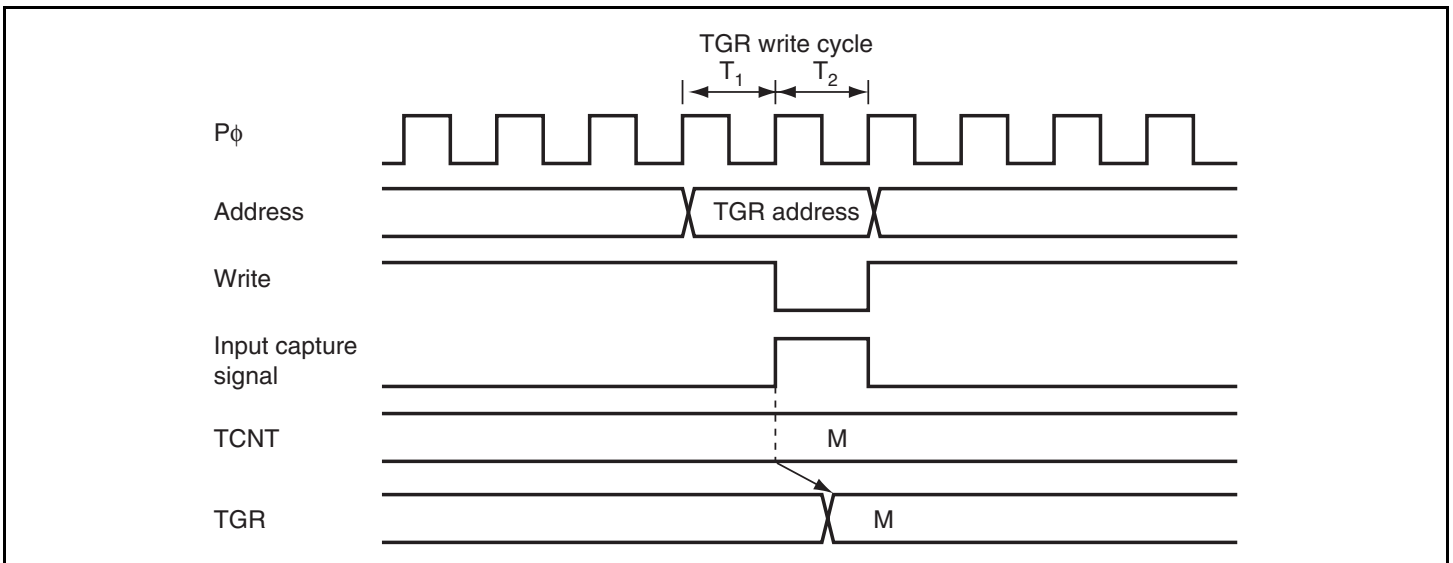 TGR write cycle
T1 T2
Pϕ
Address
TGR address
Write
Input capture
signal
TCNT
M
TGR
M